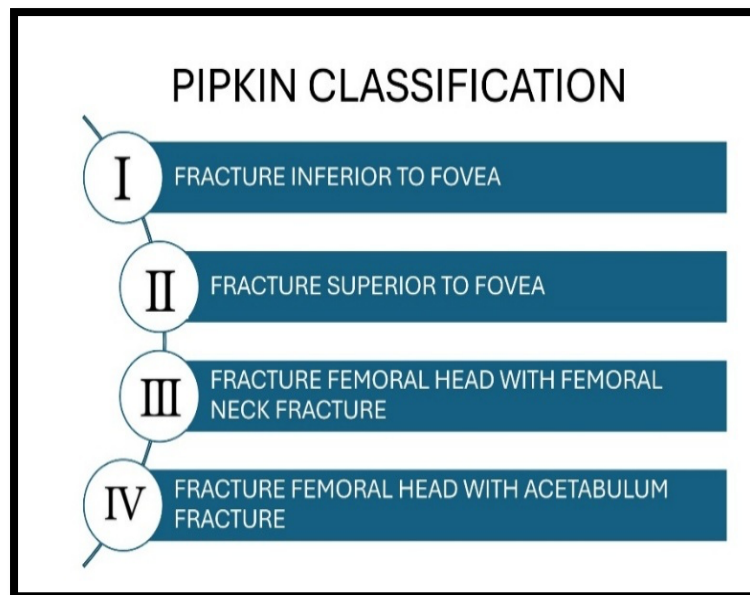 PIPKIN CLASSIFICATION
I
FRACTURE INFERIOR TO FOVEA
II
FRACTURE SUPERIOR TO FOVEA
III
FRACTURE FEMORAL HEAD WITH FEMORAL
NECK FRACTURE
IV
FRACTURE FEMORAL HEAD WITH ACETABULUM
FRACTURE